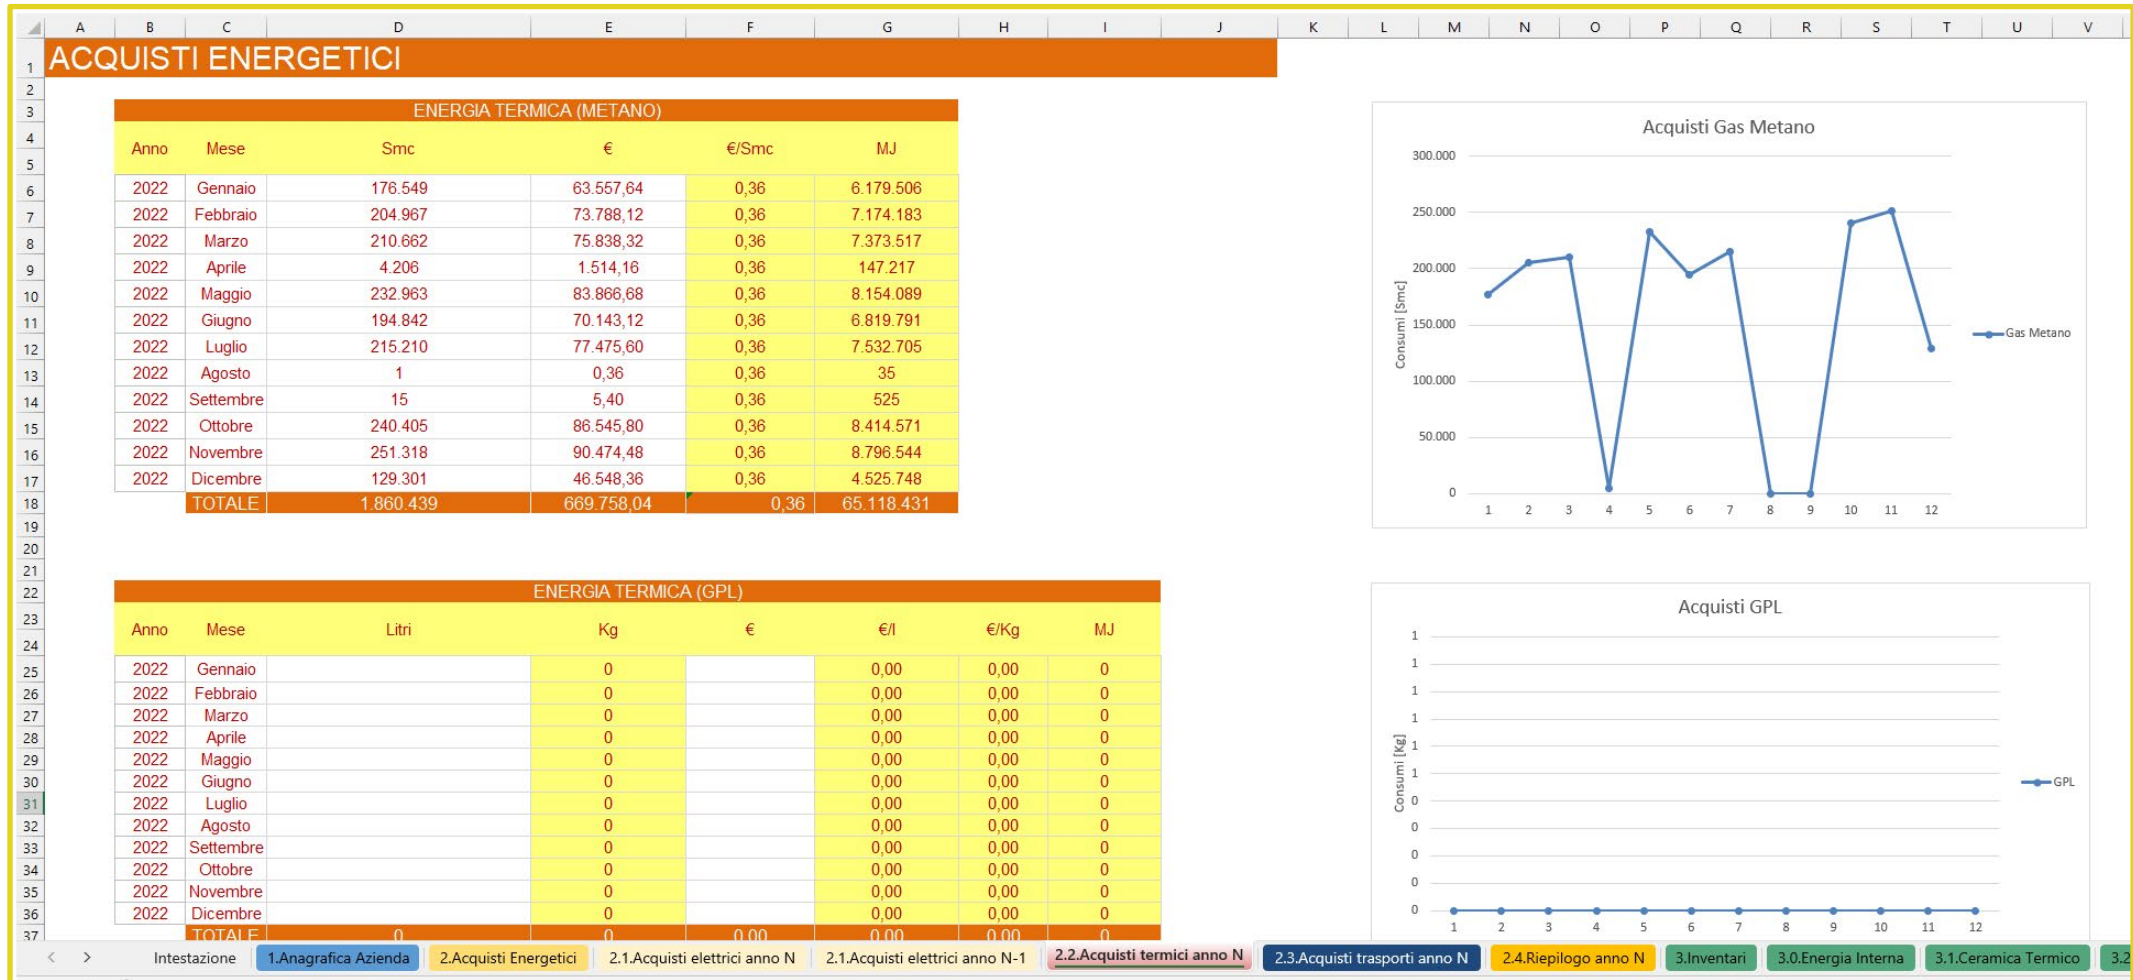 A B C D E F G H I J K L M N O P Q R S T U V
1 ACQUISTI ENERGETICI
2
3 ENERGIA TERMICA (METANO)
4
Anno Mese Smc € €/Smc MJ
5
6 2022 Gennaio 176.549 63.557,64 0,36 6.179.506
7 2022 Febbraio 204.967 73.788,12 0,36 7.174.183
8 2022 Marzo 210.662 75.838,32 0,36 7.373.517
9 2022 Aprile 4.206 1.514,16 0,36 147.217
10 2022 Maggio 232.963 83.866,68 0,36 8.154.089
11 2022 Giugno 194.842 70.143,12 0,36 6.819.791
12 2022 Luglio 215.210 77.475,60 0,36 7.532.705
13 2022 Agosto 1 0,36 0,36 35
14 2022 Settembre 15 5,40 0,36 525
15 2022 Ottobre 240.405 86.545,80 0,36 8.414.571
16 2022 Novembre 251.318 90.474,48 0,36 8.796.544
17 2022 Dicembre 129.301 46.548,36 0,36 4.525.748
18 TOTALE 1.860.439 669.758,04 0,36 65.118.431
19
20
21
Acquisti Gas Metano
300.000
250.000
200.000
150.000
100.000
50.000
0
Consumi [Smc]
1 2 3 4 5 6 7 8 9 10 11 12
Gas Metano
22 ENERGIA TERMICA (GPL)
23
Anno Mese Litri Kg € €/l €/Kg MJ
24
25 2022 Gennaio 0 0,00 0,00 0
26 2022 Febbraio 0 0,00 0,00 0
27 2022 Marzo 0 0,00 0,00 0
28 2022 Aprile 0 0,00 0,00 0
29 2022 Maggio 0 0,00 0,00 0
30 2022 Giugno 0 0,00 0,00 0
31 2022 Luglio 0 0,00 0,00 0
32 2022 Agosto 0 0,00 0,00 0
33 2022 Settembre 0 0,00 0,00 0
34 2022 Ottobre 0 0,00 0,00 0
35 2022 Novembre 0 0,00 0,00 0
36 2022 Dicembre 0 0,00 0,00 0
37 TOTALE 0 0 0,00 0,00 0,00 0
Acquisti GPL
1
1
1
1
1
1
0
0
0
0
0
Consumi [Kg]
1 2 3 4 5 6 7 8 9 10 11 12
GPL
Intestazione 1.Anagrafica Azienda 2.Acquisti Energetici 2.1.Acquisti elettrici anno N 2.1.Acquisti elettrici anno N-1 2.2.Acquisti termici anno N 2.3.Acquisti trasporti anno N 2.4.Riepilogo anno N 3.Inventari 3.0.Energia Interna 3.1.Ceramica Termico 3.2